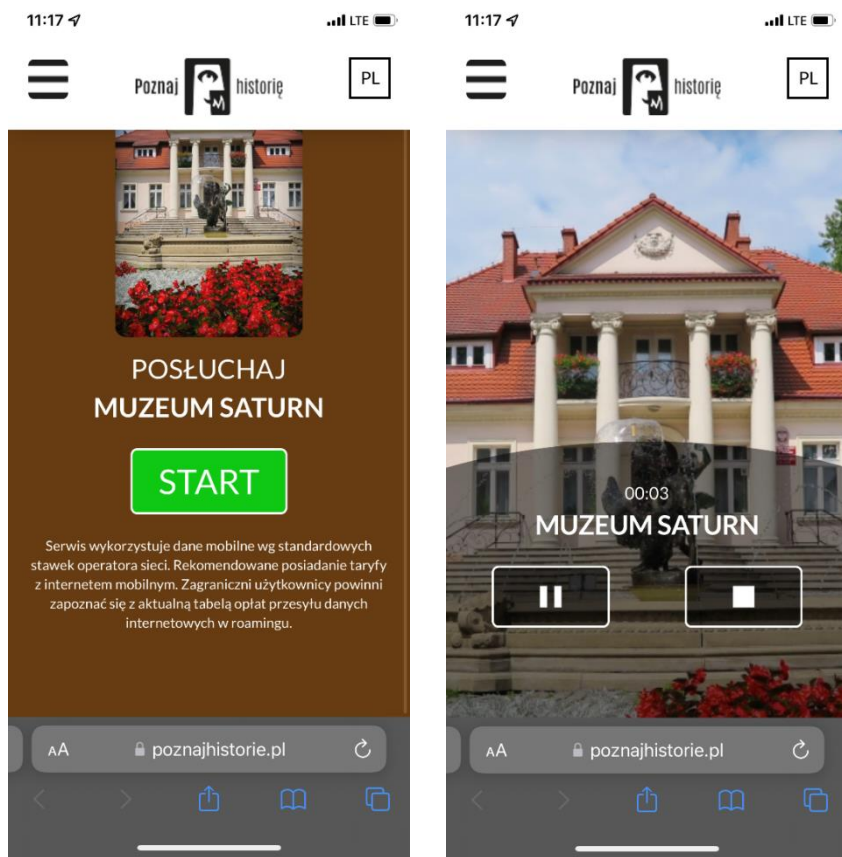 11:17
LTE
Poznaj
historię
PL
POSŁUCHAJ
MUZEUM SATURN
START
Serwis wykorzystuje dane mobilne wg standardowych
stawek operatora sieci. Rekomendowane posiadanie taryfy
z internetem mobilnym. Zagraniczni użytkownicy powinni
zapoznać się z aktualną tabelą opłat przesyłu danych
internetowych w roamingu.
AA
poznajhistorie.pl
11:17
LTE
Poznaj
historię
PL
00:03
MUZEUM SATURN
AA
poznajhistorie.pl